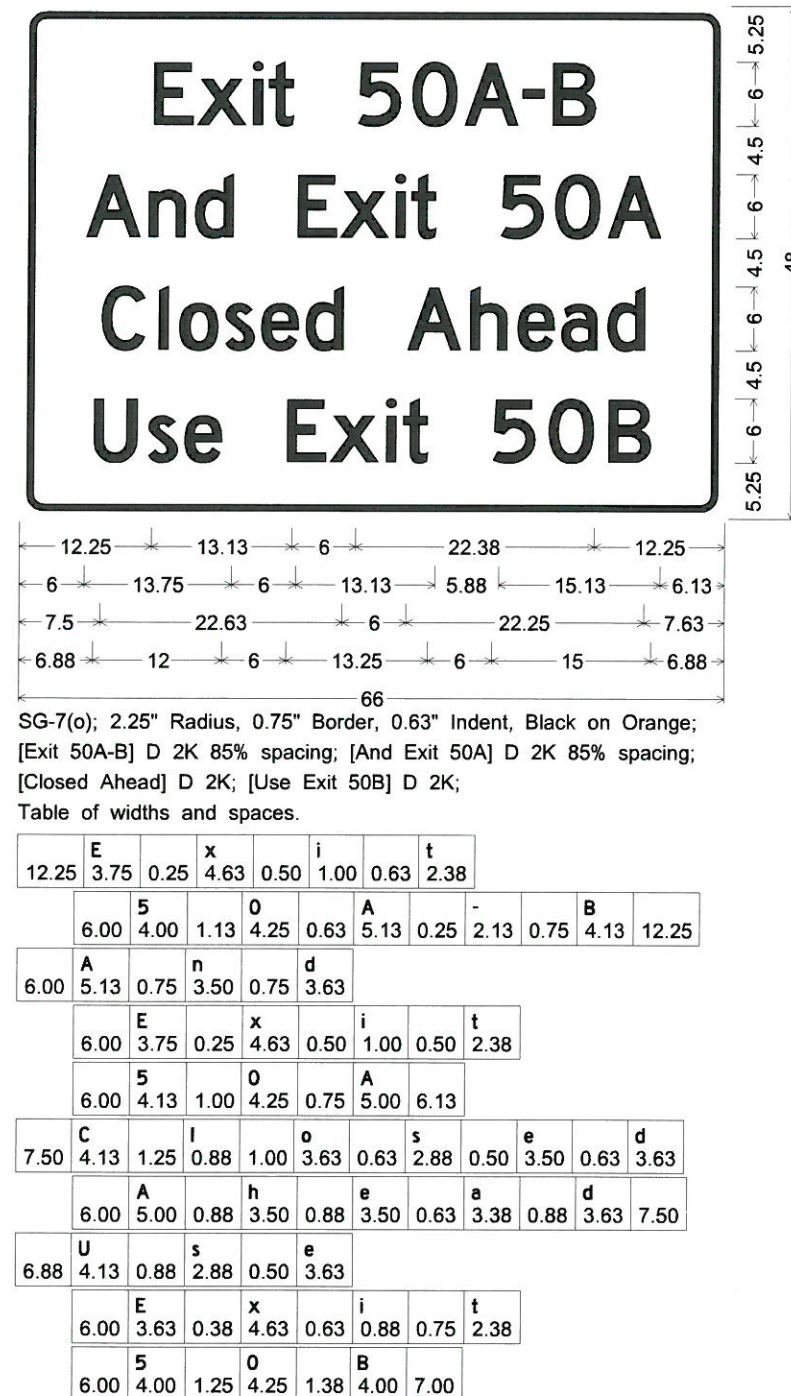 Exit 50A-B
And Exit 50A
Closed Ahead
Use Exit 50B
5.25
6
4.5
6
4.5
6
4.5
6
5.25
48
12.25 13.13 6 22.38 12.25
6 13.75 6 13.13 5.88 15.13 6.13
7.5 22.63 6 22.25 7.63
6.88 12 6 13.25 6 15 6.88
66
SG-7(o); 2.25" Radius, 0.75" Border, 0.63" Indent, Black on Orange;
[Exit 50A-B] D 2K 85% spacing; [And Exit 50A] D 2K 85% spacing;
[Closed Ahead] D 2K; [Use Exit 50B] D 2K;
Table of widths and spaces.
E x i t
12.25 3.75 0.25 4.63 0.50 1.00 0.63 2.38
5 0 A - B
6.00 4.00 1.13 4.25 0.63 5.13 0.25 2.13 0.75 4.13 12.25
A n d
6.00 5.13 0.75 3.50 0.75 3.63
E x i t
6.00 3.75 0.25 4.63 0.50 1.00 0.50 2.38
5 0 A
6.00 4.13 1.00 4.25 0.75 5.00 6.13
C l o s e d
7.50 4.13 1.25 0.88 1.00 3.63 0.63 2.88 0.50 3.50 0.63 3.63
A h e a d
6.00 5.00 0.88 3.50 0.88 3.50 0.63 3.38 0.88 3.63 7.50
U s e
6.88 4.13 0.88 2.88 0.50 3.63
E x i t
6.00 3.63 0.38 4.63 0.63 0.88 0.75 2.38
5 0 B
6.00 4.00 1.25 4.25 1.38 4.00 7.00